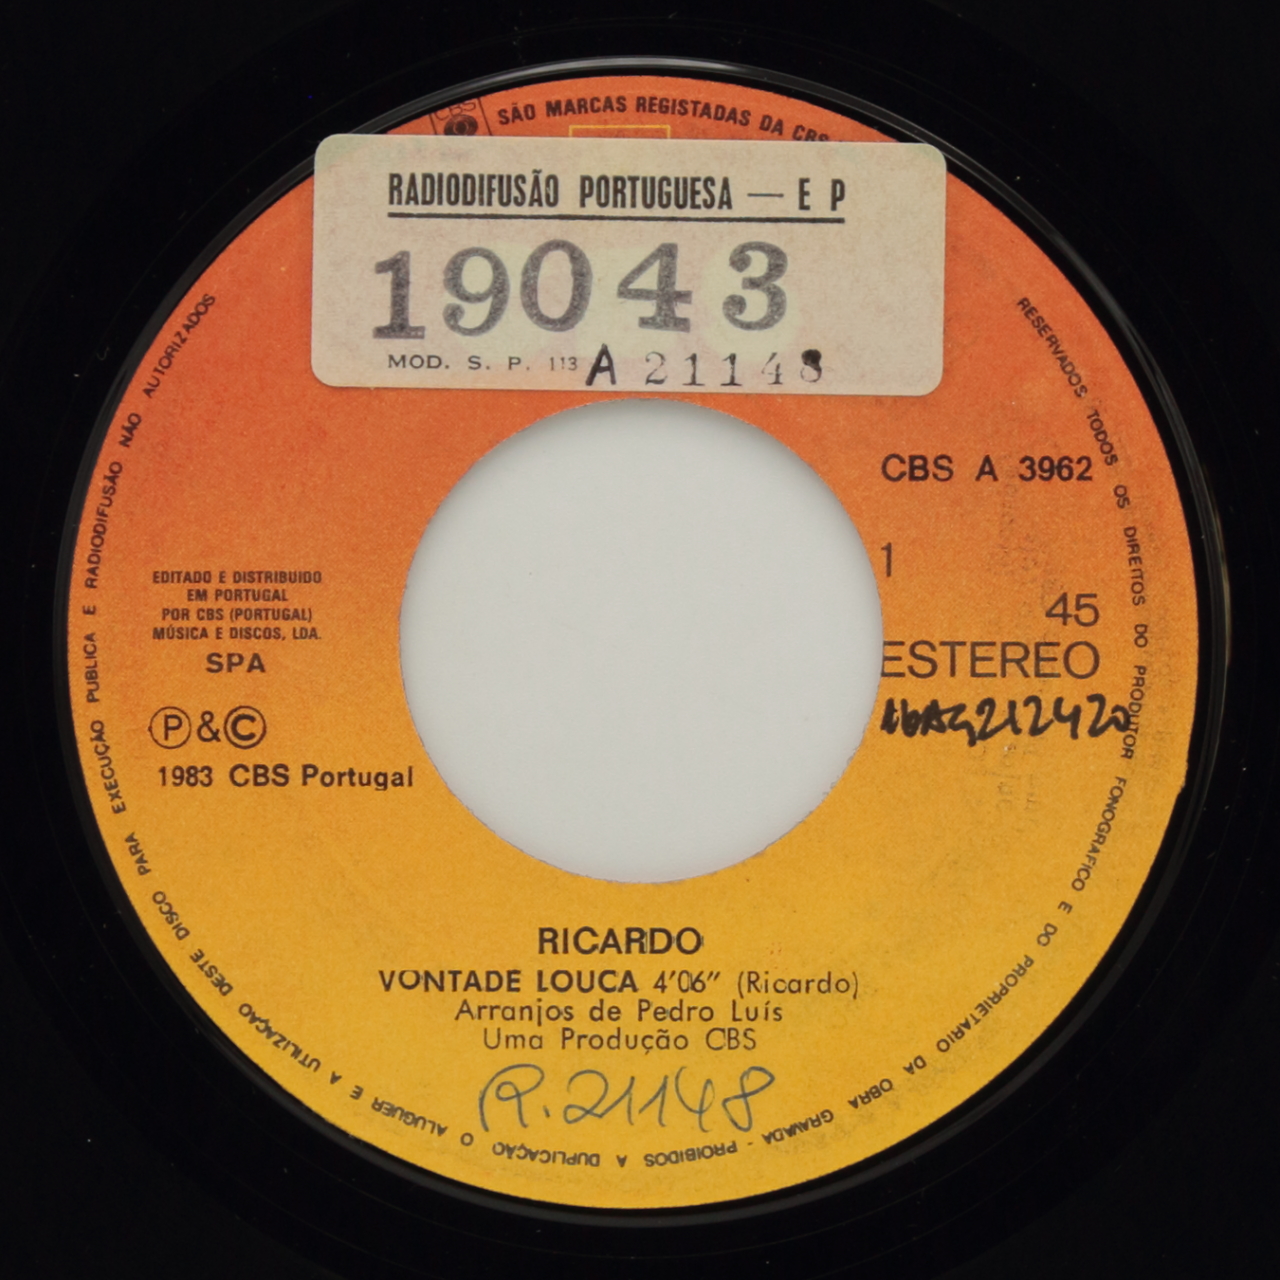 CBS SÃO MARCAS REGISTADAS DA CBS
RADIODIFUSÃO PORTUGUESA — E P
19043
MOD. S. P. 113 A 21148
RESERVADOS TODOS OS DIREITOS DO PRODUTOR FONOGRAFICO E DO PROPRIETARIO DA OBRA GRAVADA - PROIBIDOS A DUPLICAÇÃO O ALUGUER E A UTILIZAÇÃO DESTE DISCO PARA EXECUÇÃO PUBLICA E RADIODIFUSÃO NÃO AUTORIZADOS
CBS A 3962
1
45
ESTEREO
EDITADO E DISTRIBUIDO
EM PORTUGAL
POR CBS (PORTUGAL)
MÚSICA E DISCOS, LDA.
SPA
Ⓟ&©
1983 CBS Portugal
RICARDO
VONTADE LOUCA 4'06" (Ricardo)
Arranjos de Pedro Luís
Uma Produção CBS
R.21148